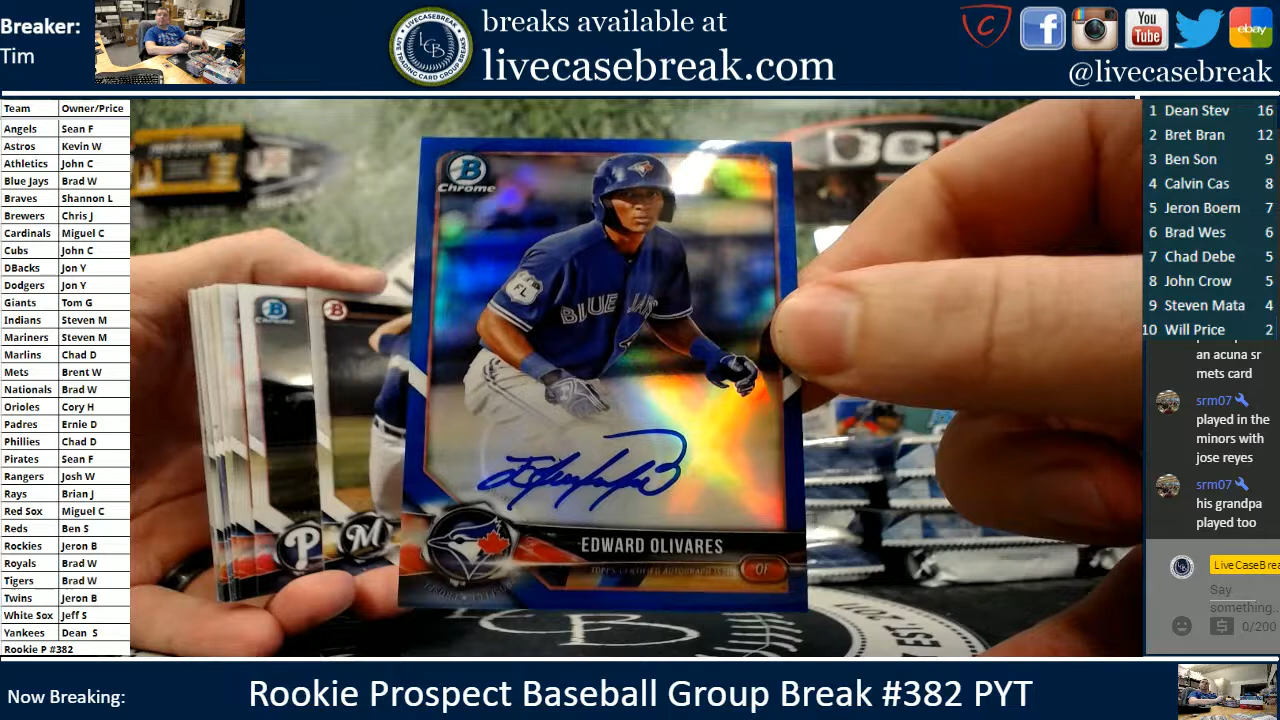 Breaker:
Tim
breaks available at
livecasebreak.com
You
Tube
ebay
@livecasebreak
Team Owner/Price
Angels Sean F
Astros Kevin W
Athletics John C
Blue Jays Brad W
Braves Shannon L
Brewers Chris J
Cardinals Miguel C
Cubs John C
DBacks Jon Y
Dodgers Jon Y
Giants Tom G
Indians Steven M
Mariners Steven M
Marlins Chad D
Mets Brent W
Nationals Brad W
Orioles Cory H
Padres Ernie D
Phillies Chad D
Pirates Sean F
Rangers Josh W
Rays Brian J
Red Sox Miguel C
Reds Ben S
Rockies Jeron B
Royals Brad W
Tigers Brad W
Twins Jeron B
White Sox Jeff S
Yankees Dean S
Rookie P #382
B
Chrome
FL
BLUE JAYS
EDWARD OLIVARES
OF
1 Dean Stev 16
2 Bret Bran 12
3 Ben Son 9
4 Calvin Cas 8
5 Jeron Boem 7
6 Brad Wes 6
7 Chad Debe 5
8 John Crow 5
9 Steven Mata 4
10 Will Price 2
an acuna sr
mets card
srm07
played in the
minors with
jose reyes
srm07
his grandpa
played too
LiveCaseBrea
Say
something...
0/200
Now Breaking:
Rookie Prospect Baseball Group Break #382 PYT